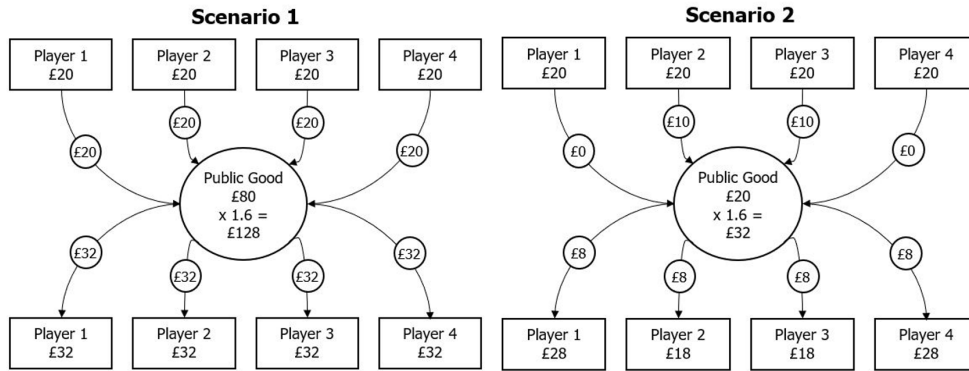 Scenario 1
Player 1
£20
Player 2
£20
Player 3
£20
Player 4
£20
£20
£20
£20
£20
Public Good
£80
x 1.6 =
£128
£32
£32
£32
£32
Player 1
£32
Player 2
£32
Player 3
£32
Player 4
£32
Scenario 2
Player 1
£20
Player 2
£20
Player 3
£20
Player 4
£20
£0
£10
£10
£0
Public Good
£20
x 1.6 =
£32
£8
£8
£8
£8
Player 1
£28
Player 2
£18
Player 3
£18
Player 4
£28